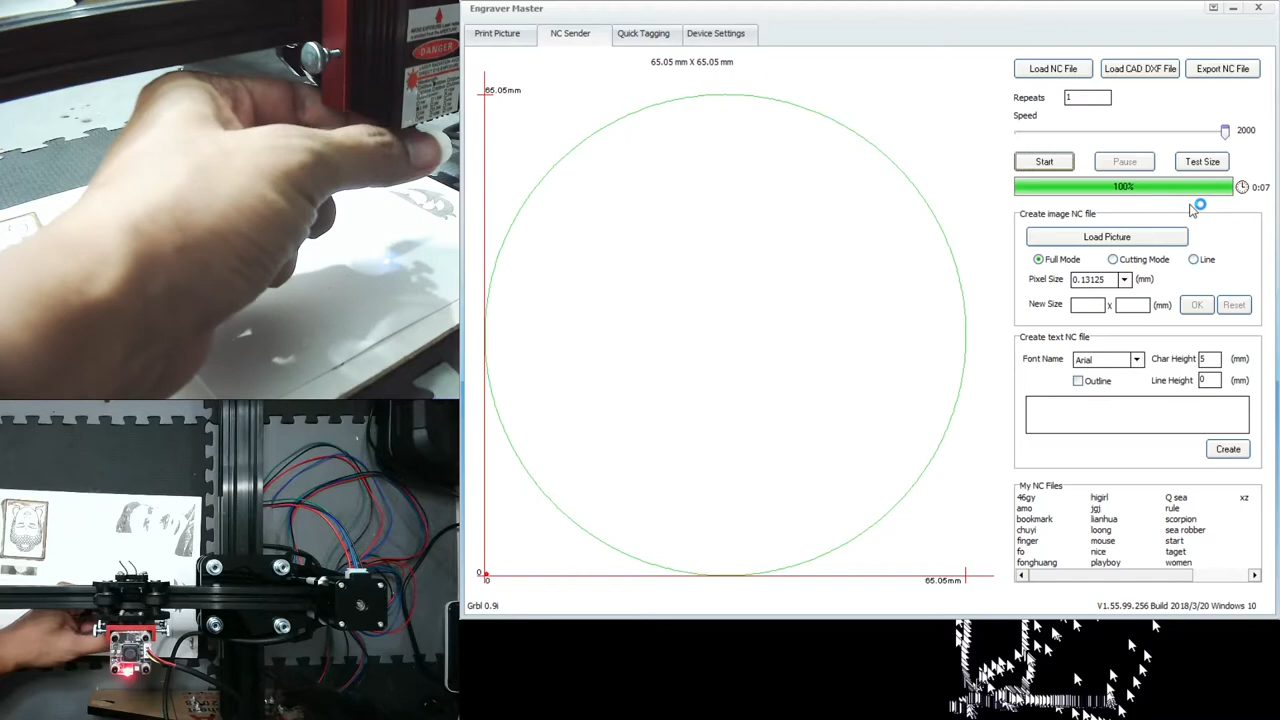 Engraver Master
Print Picture
NC Sender
Quick Tagging
Device Settings
65.05 mm X 65.05 mm
65.05mm
0
0
65.05mm
Load NC File
Load CAD DXF File
Export NC File
Repeats
1
Speed
2000
Start
Pause
Test Size
100%
0:07
Create image NC file
Load Picture
Full Mode
Cutting Mode
Line
Pixel Size
0.13125
(mm)
New Size
X
(mm)
OK
Reset
Create text NC file
Font Name
Arial
Char Height
5
(mm)
Outline
Line Height
0
(mm)
Create
My NC Files
46gy higirl Q sea xz
amo jgj rule
bookmark lianhua scorpion
chuyi loong sea robber
finger mouse start
fo nice taget
fonghuang playboy women
Grbl 0.9i
V1.55.99.256 Build 2018/3/20 Windows 10
DANGER